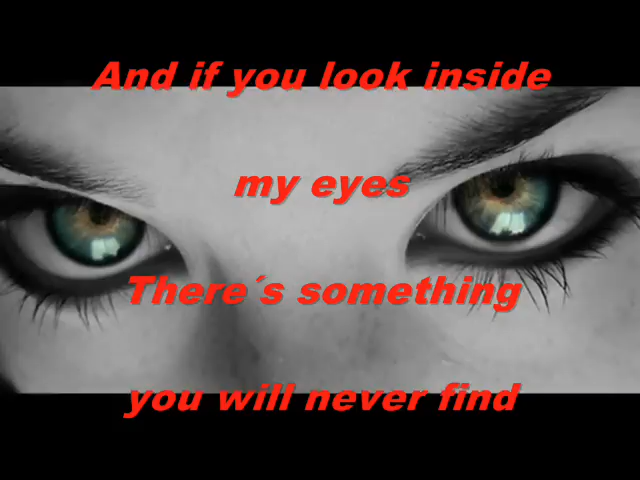 And if you look inside
my eyes
There´s something
you will never find